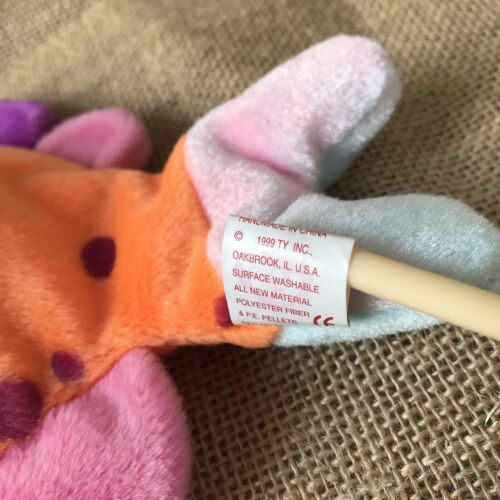 HANDMADE IN CHINA
© 1999 TY INC.,
OAKBROOK, IL. U.S.A.
SURFACE WASHABLE
ALL NEW MATERIAL
POLYESTER FIBER
& P.E. PELLETS CE